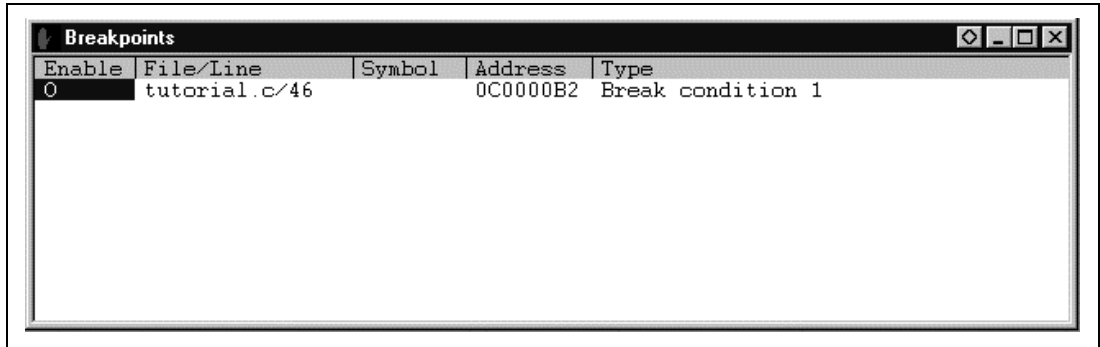 Breakpoints
Enable File/Line Symbol Address Type
O tutorial.c/46 0C0000B2 Break condition 1